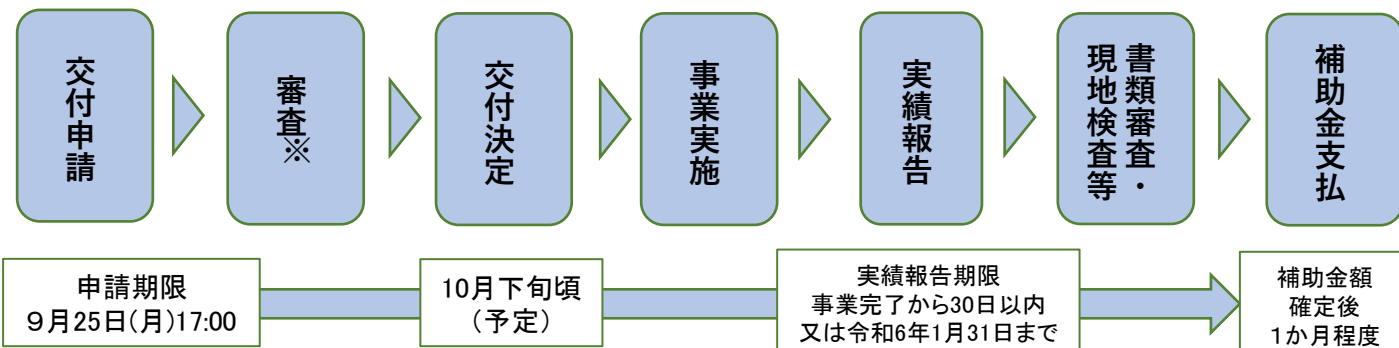 交付申請
審査※
交付決定
事業実施
実績報告
書類審査・
現地検査等
補助金支払
申請期限
９月25日(月)17:00
10月下旬頃
（予定）
実績報告期限
事業完了から30日以内
又は令和6年1月31日まで
補助金額
確定後
１か月程度